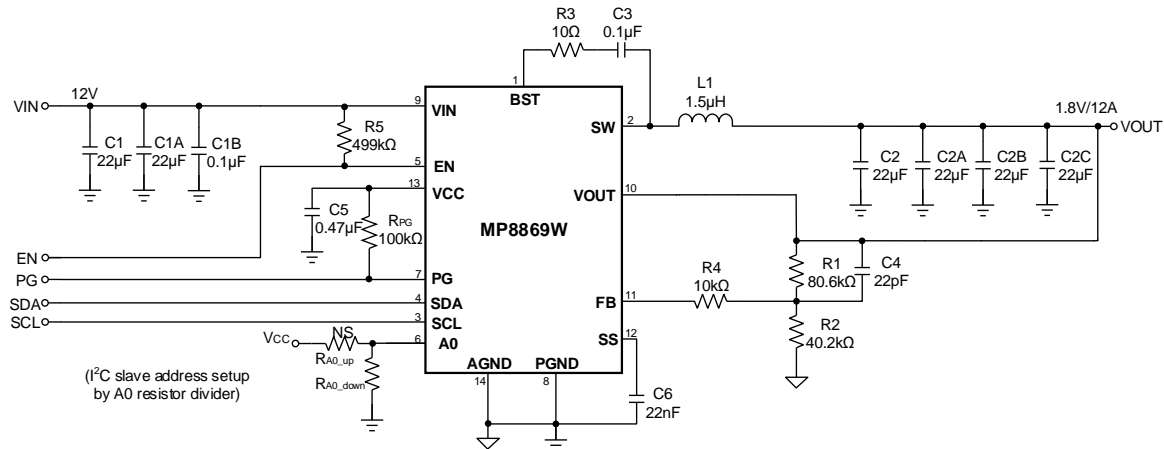 R3
10Ω
C3
0.1µF
1
BST
VIN
12V
9
VIN
C1
22µF
C1A
22µF
C1B
0.1µF
R5
499kΩ
5
EN
13
VCC
C5
0.47µF
RPG
100kΩ
EN
PG
7
PG
SDA
4
SDA
SCL
3
SCL
VCC
NS
6
A0
RA0_up
RA0_down
(I²C slave address setup
by A0 resistor divider)
MP8869W
AGND
14
PGND
8
SW
2
L1
1.5µH
1.8V/12A
VOUT
C2
22µF
C2A
22µF
C2B
22µF
C2C
22µF
VOUT
10
R1
80.6kΩ
C4
22pF
FB
11
R4
10kΩ
R2
40.2kΩ
SS
12
C6
22nF